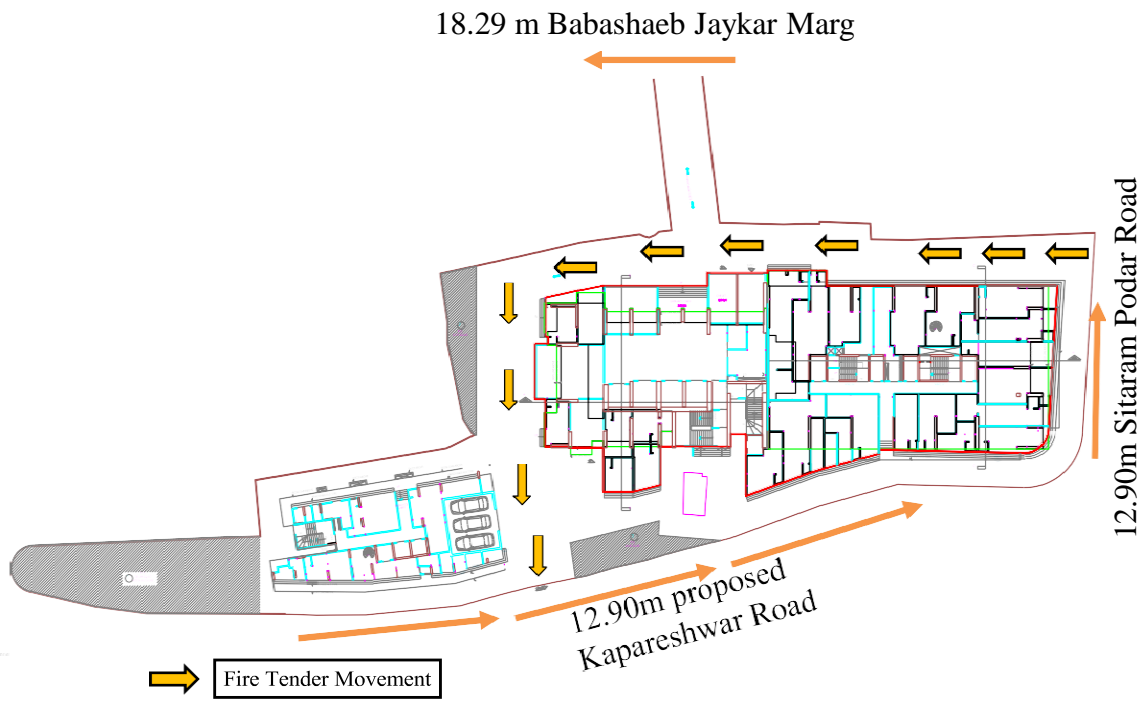 18.29 m Babashaeb Jaykar Marg
12.90m Sitaram Podar Road
12.90m proposed
Kapareshwar Road
Fire Tender Movement